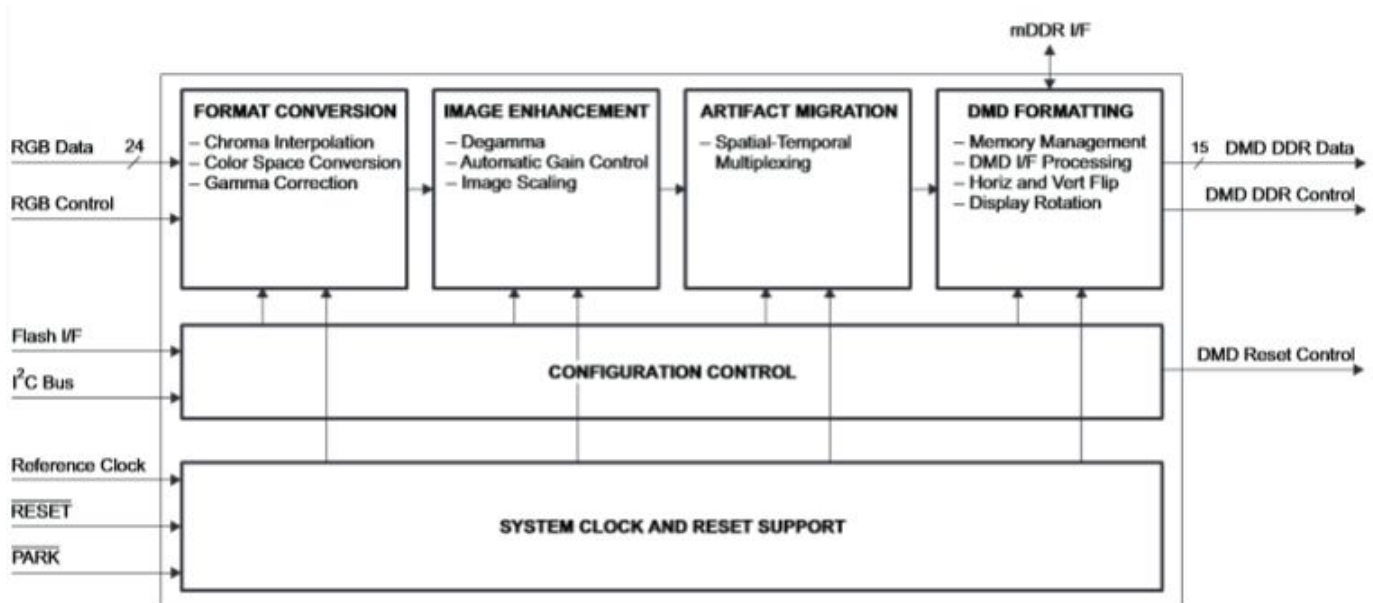 mDDR I/F
FORMAT CONVERSION
– Chroma Interpolation
– Color Space Conversion
– Gamma Correction
IMAGE ENHANCEMENT
– Degamma
– Automatic Gain Control
– Image Scaling
ARTIFACT MIGRATION
– Spatial-Temporal
Multiplexing
DMD FORMATTING
– Memory Management
– DMD I/F Processing
– Horiz and Vert Flip
– Display Rotation
RGB Data 24
RGB Control
15 DMD DDR Data
DMD DDR Control
Flash I/F
I²C Bus
CONFIGURATION CONTROL
DMD Reset Control
Reference Clock
RESET
PARK
SYSTEM CLOCK AND RESET SUPPORT